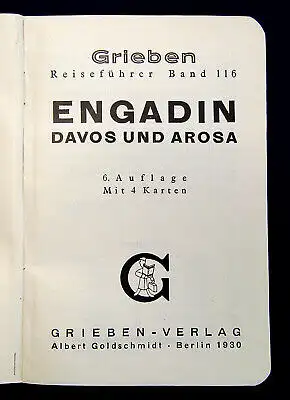 Grieben
Reiseführer Band 116
ENGADIN
DAVOS UND AROSA
6. Auflage
Mit 4 Karten
G
GRIEBEN-VERLAG
Albert Goldschmidt · Berlin 1930